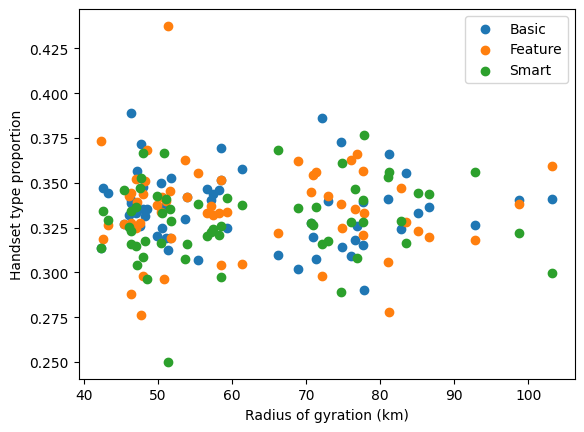 Basic
Feature
Smart
0.425
0.400
0.375
0.350
0.325
0.300
0.275
0.250
Handset type proportion
40 50 60 70 80 90 100
Radius of gyration (km)